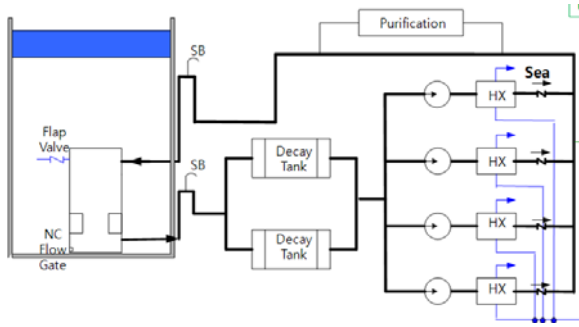 Purification
SB
Sea
HX
Flap
Valve
SB
Decay
Tank
HX
NC
Flow
Gate
Decay
Tank
HX
HX